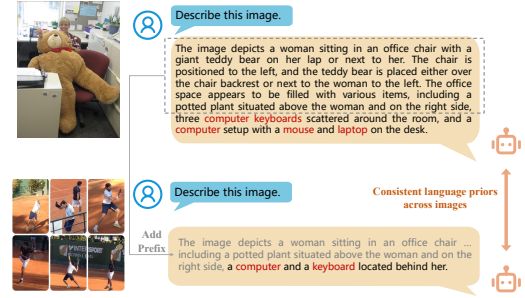 Describe this image.
The image depicts a woman sitting in an office chair with a
giant teddy bear on her lap or next to her. The chair is
positioned to the left, and the teddy bear is placed either over
the chair backrest or next to the woman to the left. The office
space appears to be filled with various items, including a
potted plant situated above the woman and on the right side,
three computer keyboards scattered around the room, and a
computer setup with a mouse and laptop on the desk.
Describe this image.
Consistent language priors
across images
Add
Prefix
The image depicts a woman sitting in an office chair ...
including a potted plant situated above the woman and on the
right side, a computer and a keyboard located behind her.
INTERSPORT